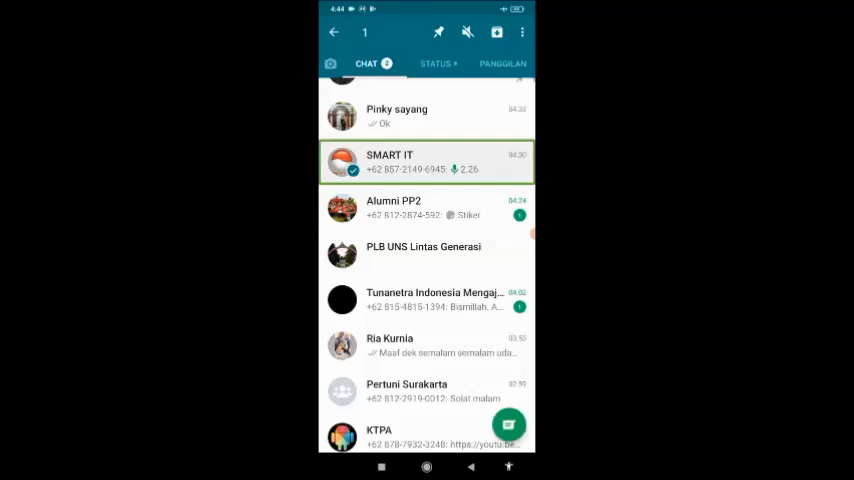 4:44
1
CHAT 2
STATUS
PANGGILAN
Pinky sayang
04.33
Ok
SMART IT
04.30
+62 857-2149-6945: 2.26
Alumni PP2
04.24
+62 812-2874-592: Stiker
1
PLB UNS Lintas Generasi
Tunanetra Indonesia Mengaj...
04.02
+62 815-4815-1394: Bismillah. A...
1
Ria Kurnia
03.53
Maaf dek semalam semalam uda...
Pertuni Surakarta
02.59
+62 812-2919-0012: Solat malam
KTPA
+62 878-7932-3248: https://youtu.be...